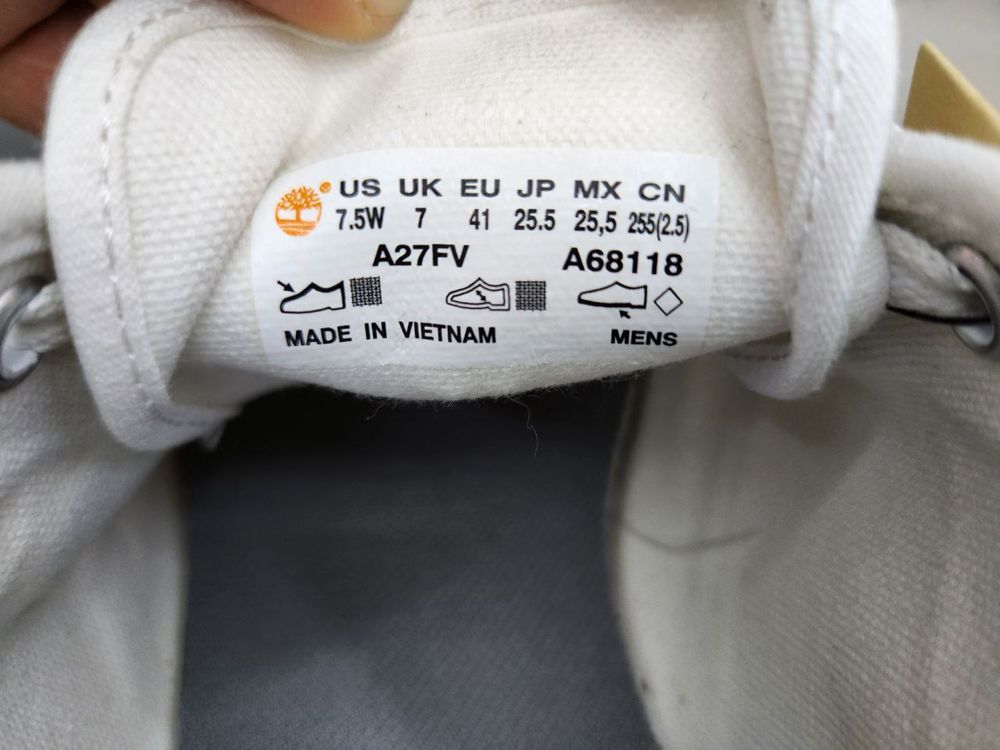 US UK EU JP MX CN
7.5W 7 41 25.5 25,5 255(2.5)
A27FV A68118
MADE IN VIETNAM MENS